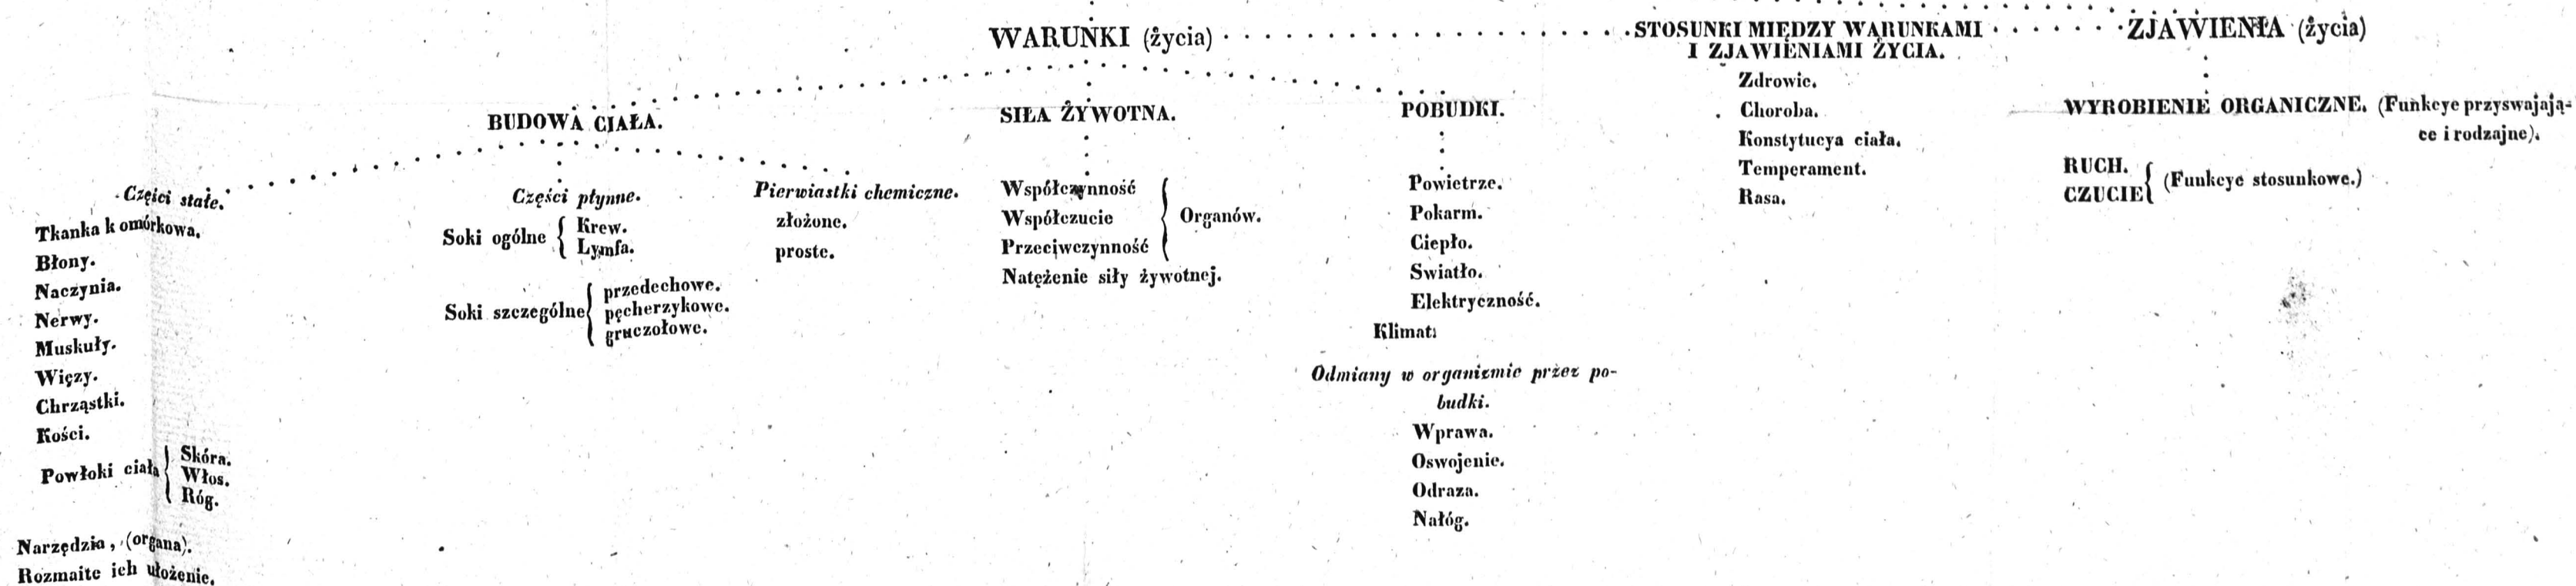 WARUNKI (życia)
BUDOWA CIAŁA.
Części stałe.
Tkanka komórkowa.
Błony.
Naczynia.
Nerwy.
Muskuły.
Więzy.
Chrząstki.
Kości.
Powłoki ciała { Skóra.
Włos.
Róg.
Narzędzia, (organa).
Rozmaite ich ułożenie.
Części płynne.
Soki ogólne { Krew.
Lymfa.
Soki szczególne { przedechowe.
pęcherzykowe.
gruczołowe.
Pierwiastki chemiczne.
złożone.
proste.
SIŁA ŻYWOTNA.
Współczynność
Współczucie } Organów.
Przeciwczynność
Natężenie siły żywotnej.
POBUDKI.
Powietrze.
Pokarm.
Ciepło.
Swiatło.
Elektryczność.
Klimat.
Odmiany w organizmie przez po-
budki.
Wprawa.
Oswojenie.
Odraza.
Nałóg.
STOSUNKI MIĘDZY WARUNKAMI
I ZJAWIENIAMI ŻYCIA.
Zdrowie.
Choroba.
Konstytucya ciała.
Temperament.
Rasa.
ZJAWIENIA (życia)
WYROBIENIE ORGANICZNE. (Funkcye przyswajają-
ce i rodzajne).
RUCH.
CZUCIE { (Funkcye stosunkowe.)